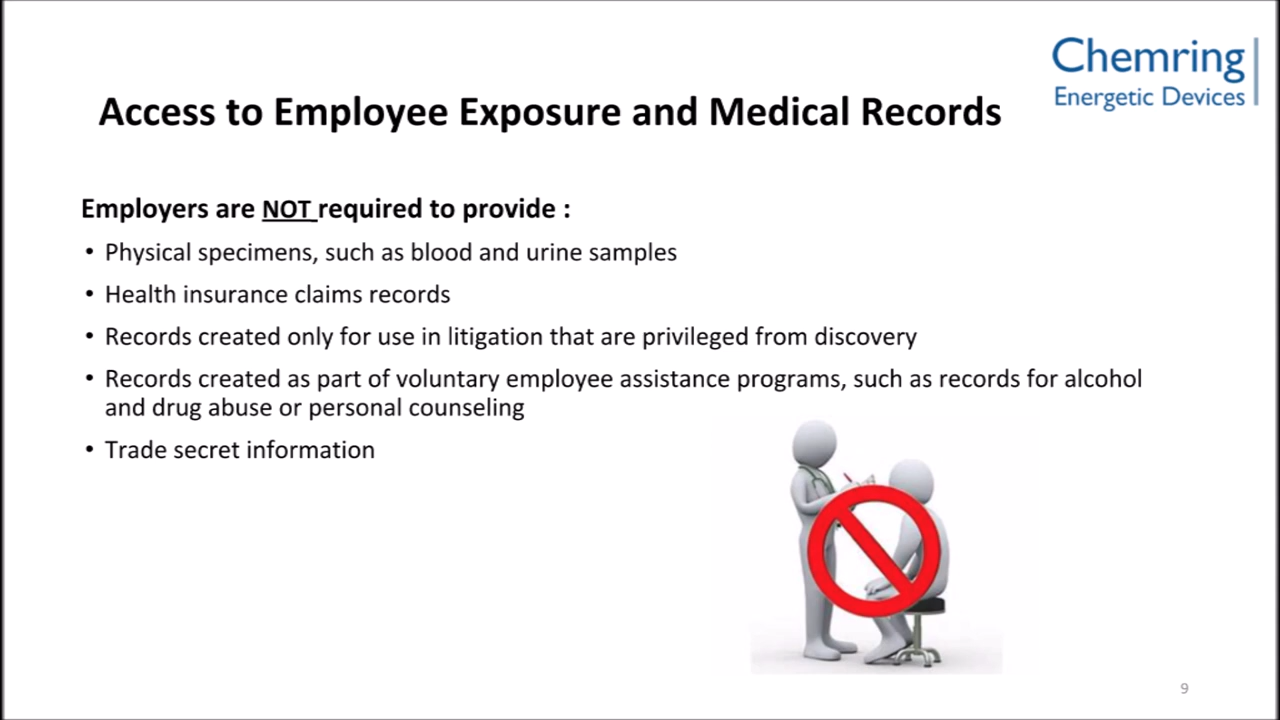 Chemring
Energetic Devices
Access to Employee Exposure and Medical Records
Employers are NOT required to provide :
• Physical specimens, such as blood and urine samples
• Health insurance claims records
• Records created only for use in litigation that are privileged from discovery
• Records created as part of voluntary employee assistance programs, such as records for alcohol
and drug abuse or personal counseling
• Trade secret information
9